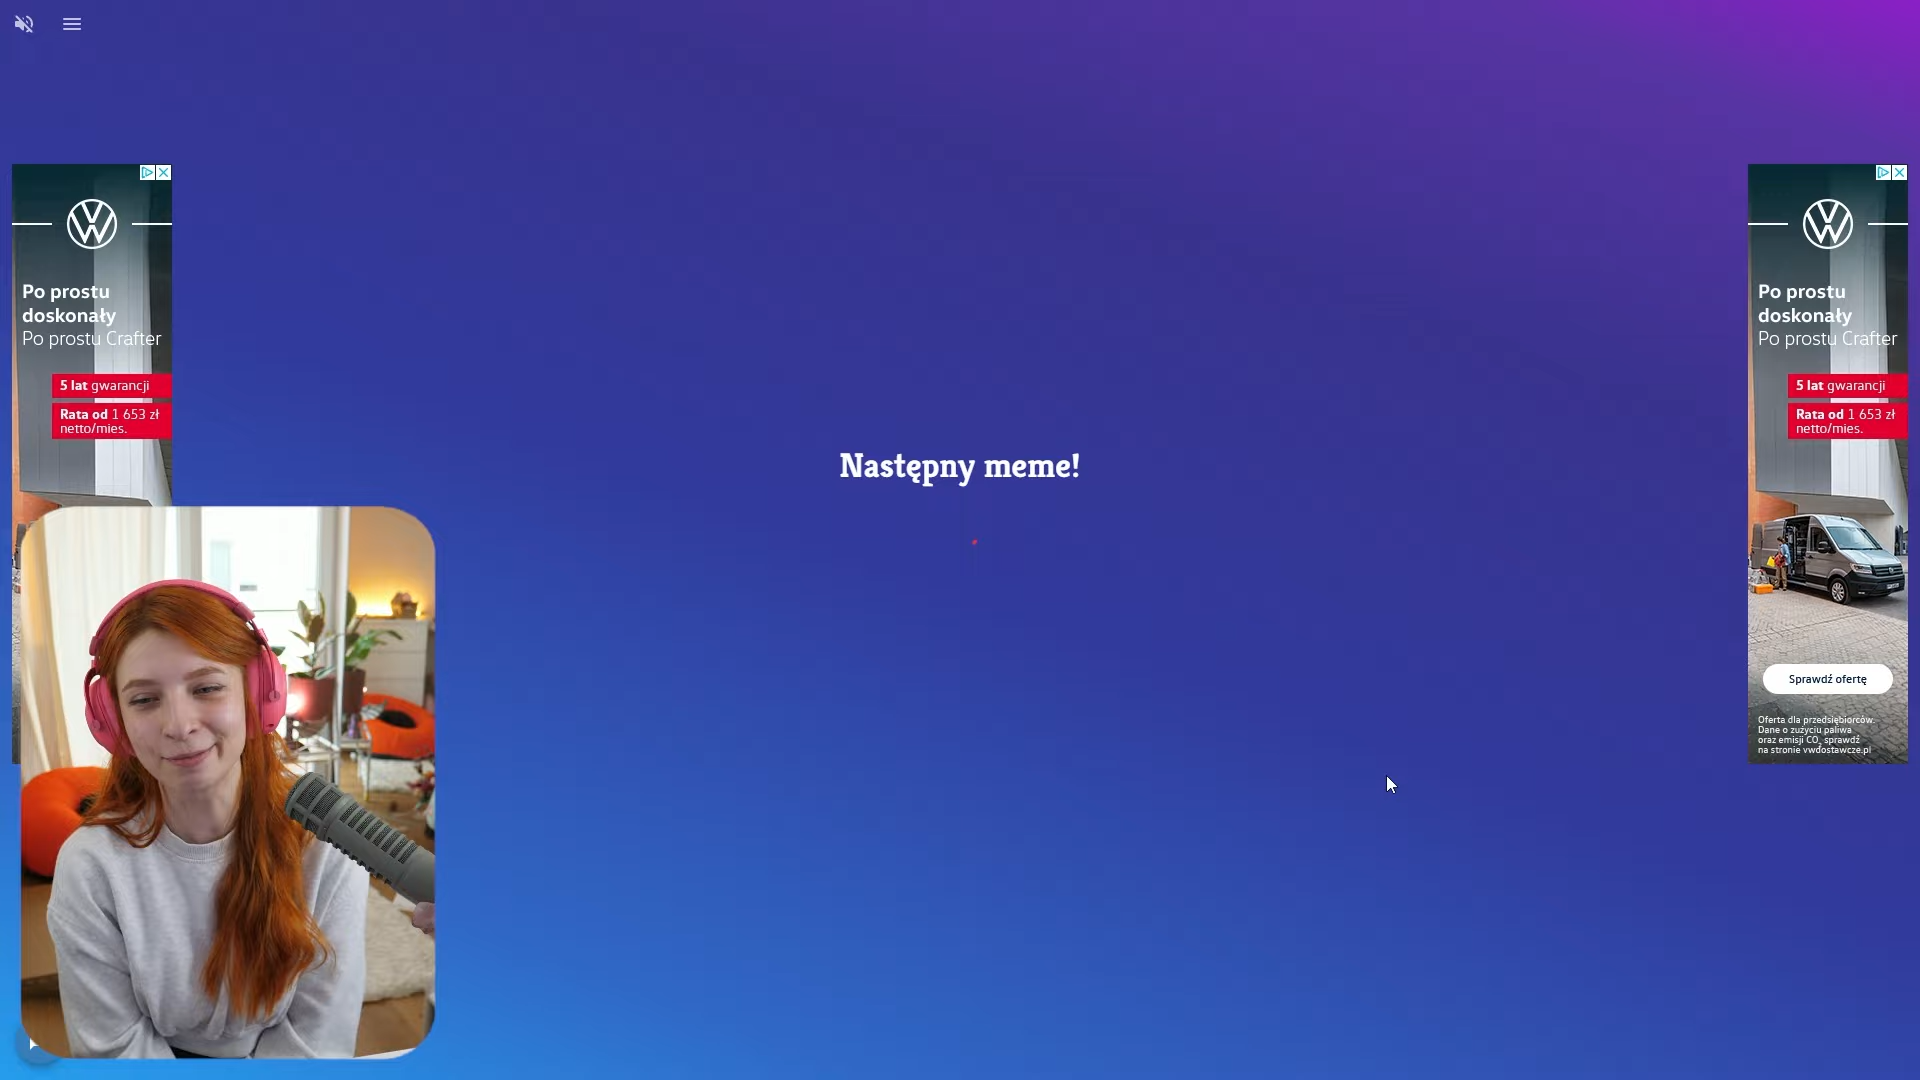 Po prostu
doskonały
Po prostu Crafter
5 lat gwarancji
Rata od 1 653 zł
netto/mies.
Następny meme!
Po prostu
doskonały
Po prostu Crafter
5 lat gwarancji
Rata od 1 653 zł
netto/mies.
Sprawdź ofertę
Oferta dla przedsiębiorców.
Dane o zużyciu paliwa
oraz emisji CO₂ sprawdź
na stronie vwdostawcze.pl